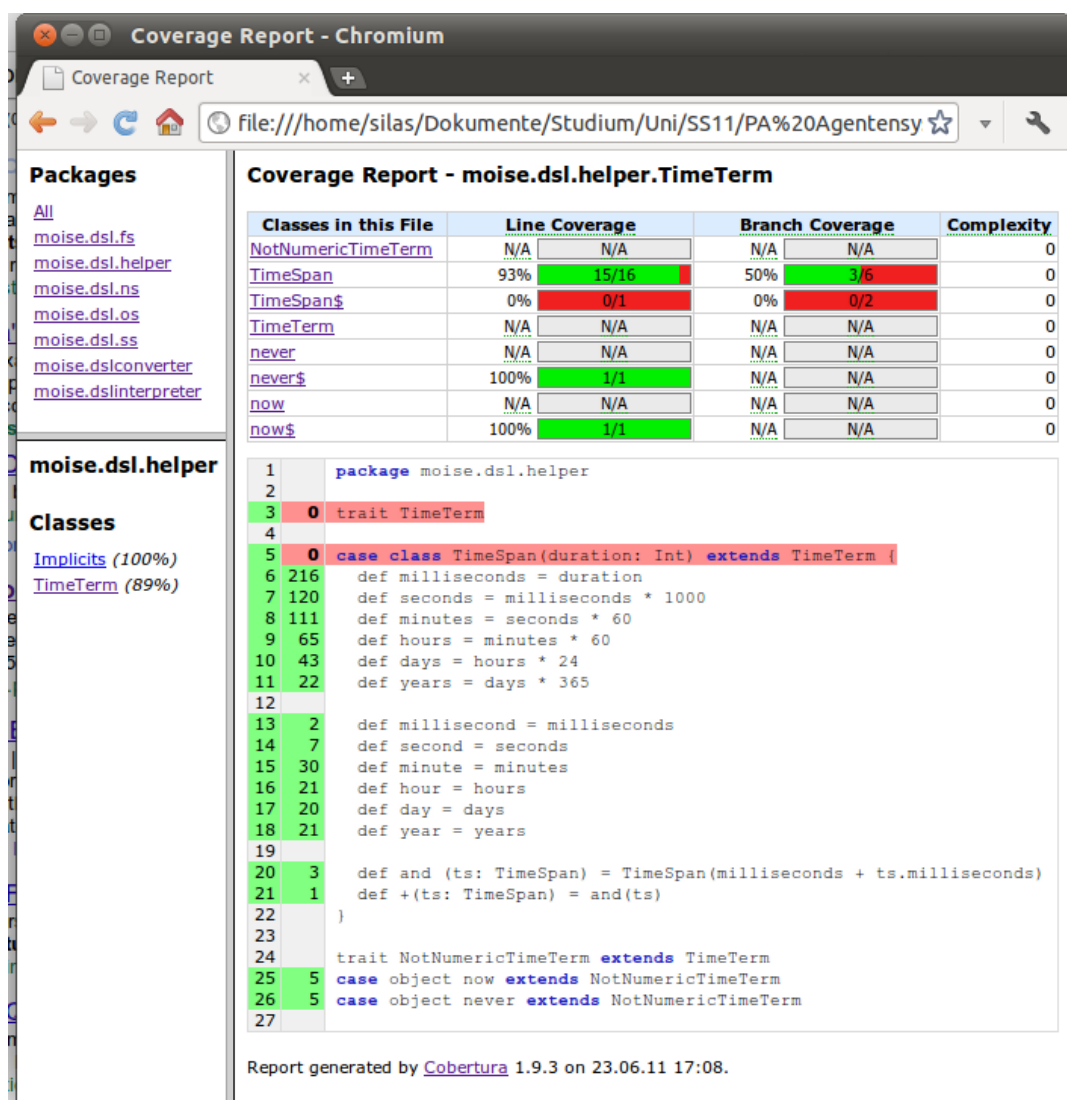 Coverage Report - Chromium
Coverage Report
file:///home/silas/Dokumente/Studium/Uni/SS11/PA%20Agentensy
Packages
All
moise.dsl.fs
moise.dsl.helper
moise.dsl.ns
moise.dsl.os
moise.dsl.ss
moise.dslconverter
moise.dslinterpreter
moise.dsl.helper
Classes
Implicits (100%)
TimeTerm (89%)
Coverage Report - moise.dsl.helper.TimeTerm
Classes in this File Line Coverage Branch Coverage Complexity
NotNumericTimeTerm N/A N/A N/A N/A 0
TimeSpan 93% 15/16 50% 3/6 0
TimeSpan$ 0% 0/1 0% 0/2 0
TimeTerm N/A N/A N/A N/A 0
never N/A N/A N/A N/A 0
never$ 100% 1/1 N/A N/A 0
now N/A N/A N/A N/A 0
now$ 100% 1/1 N/A N/A 0
1 package moise.dsl.helper
2
3 0 trait TimeTerm
4
5 0 case class TimeSpan(duration: Int) extends TimeTerm {
6 216 def milliseconds = duration
7 120 def seconds = milliseconds * 1000
8 111 def minutes = seconds * 60
9 65 def hours = minutes * 60
10 43 def days = hours * 24
11 22 def years = days * 365
12
13 2 def millisecond = milliseconds
14 7 def second = seconds
15 30 def minute = minutes
16 21 def hour = hours
17 20 def day = days
18 21 def year = years
19
20 3 def and (ts: TimeSpan) = TimeSpan(milliseconds + ts.milliseconds)
21 1 def +(ts: TimeSpan) = and(ts)
22 }
23
24 trait NotNumericTimeTerm extends TimeTerm
25 5 case object now extends NotNumericTimeTerm
26 5 case object never extends NotNumericTimeTerm
27
Report generated by Cobertura 1.9.3 on 23.06.11 17:08.